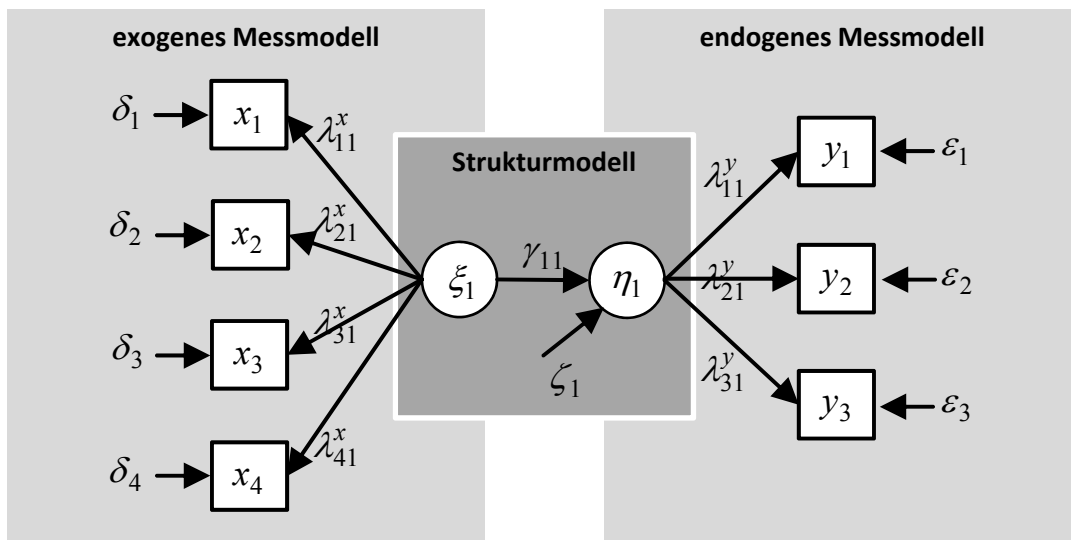 exogenes Messmodell
δ₁ x₁ λ₁₁ˣ
δ₂ x₂ λ₂₁ˣ
δ₃ x₃ λ₃₁ˣ
δ₄ x₄ λ₄₁ˣ
Strukturmodell
ξ₁ γ₁₁ η₁
ζ₁
endogenes Messmodell
λ₁₁ʸ y₁ ε₁
λ₂₁ʸ y₂ ε₂
λ₃₁ʸ y₃ ε₃